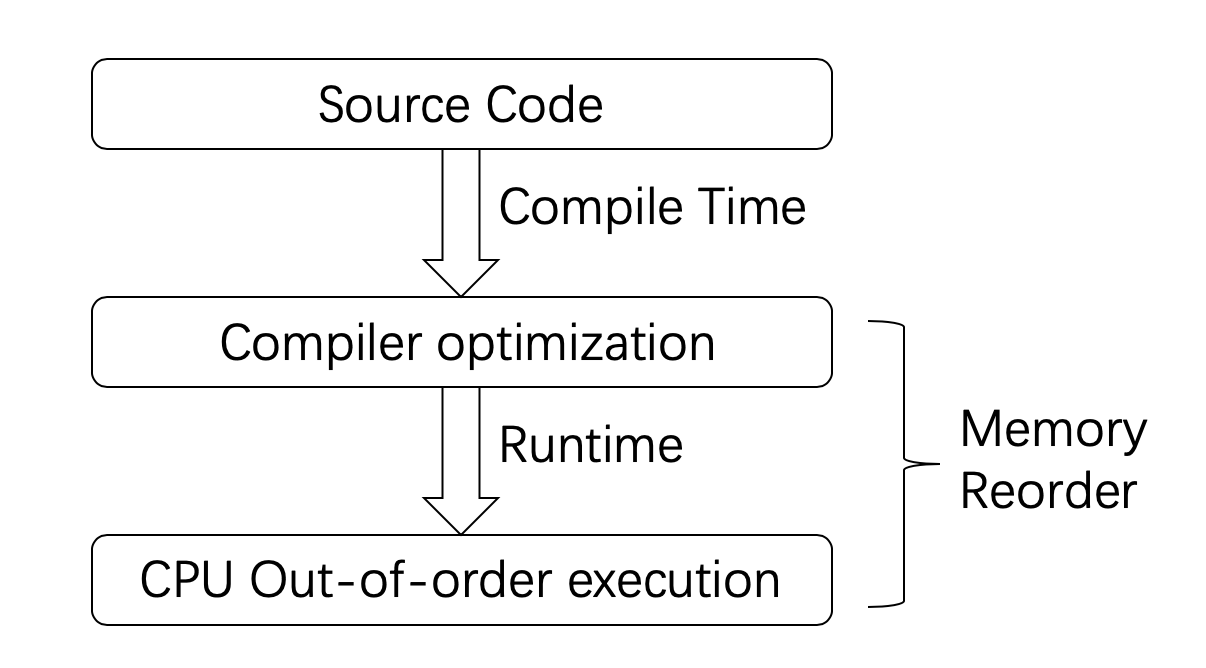 Source Code
Compile Time
Compiler optimization
Runtime
Memory
Reorder
CPU Out-of-order execution